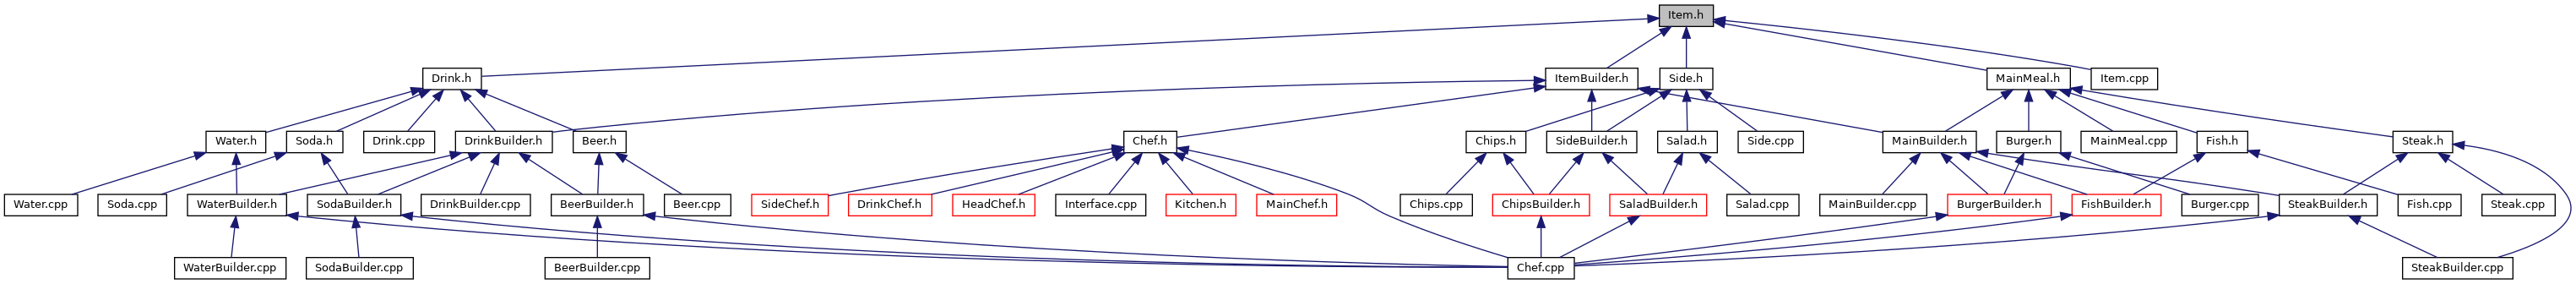 Item.h
Drink.h
ItemBuilder.h
Side.h
MainMeal.h
Item.cpp
Water.h
Soda.h
Drink.cpp
DrinkBuilder.h
Beer.h
Chef.h
Chips.h
SideBuilder.h
Salad.h
Side.cpp
MainBuilder.h
Burger.h
MainMeal.cpp
Fish.h
Steak.h
Water.cpp
Soda.cpp
WaterBuilder.h
SodaBuilder.h
DrinkBuilder.cpp
BeerBuilder.h
Beer.cpp
SideChef.h
DrinkChef.h
HeadChef.h
Interface.cpp
Kitchen.h
MainChef.h
Chips.cpp
ChipsBuilder.h
SaladBuilder.h
Salad.cpp
MainBuilder.cpp
BurgerBuilder.h
FishBuilder.h
Burger.cpp
SteakBuilder.h
Fish.cpp
Steak.cpp
WaterBuilder.cpp
SodaBuilder.cpp
BeerBuilder.cpp
Chef.cpp
SteakBuilder.cpp